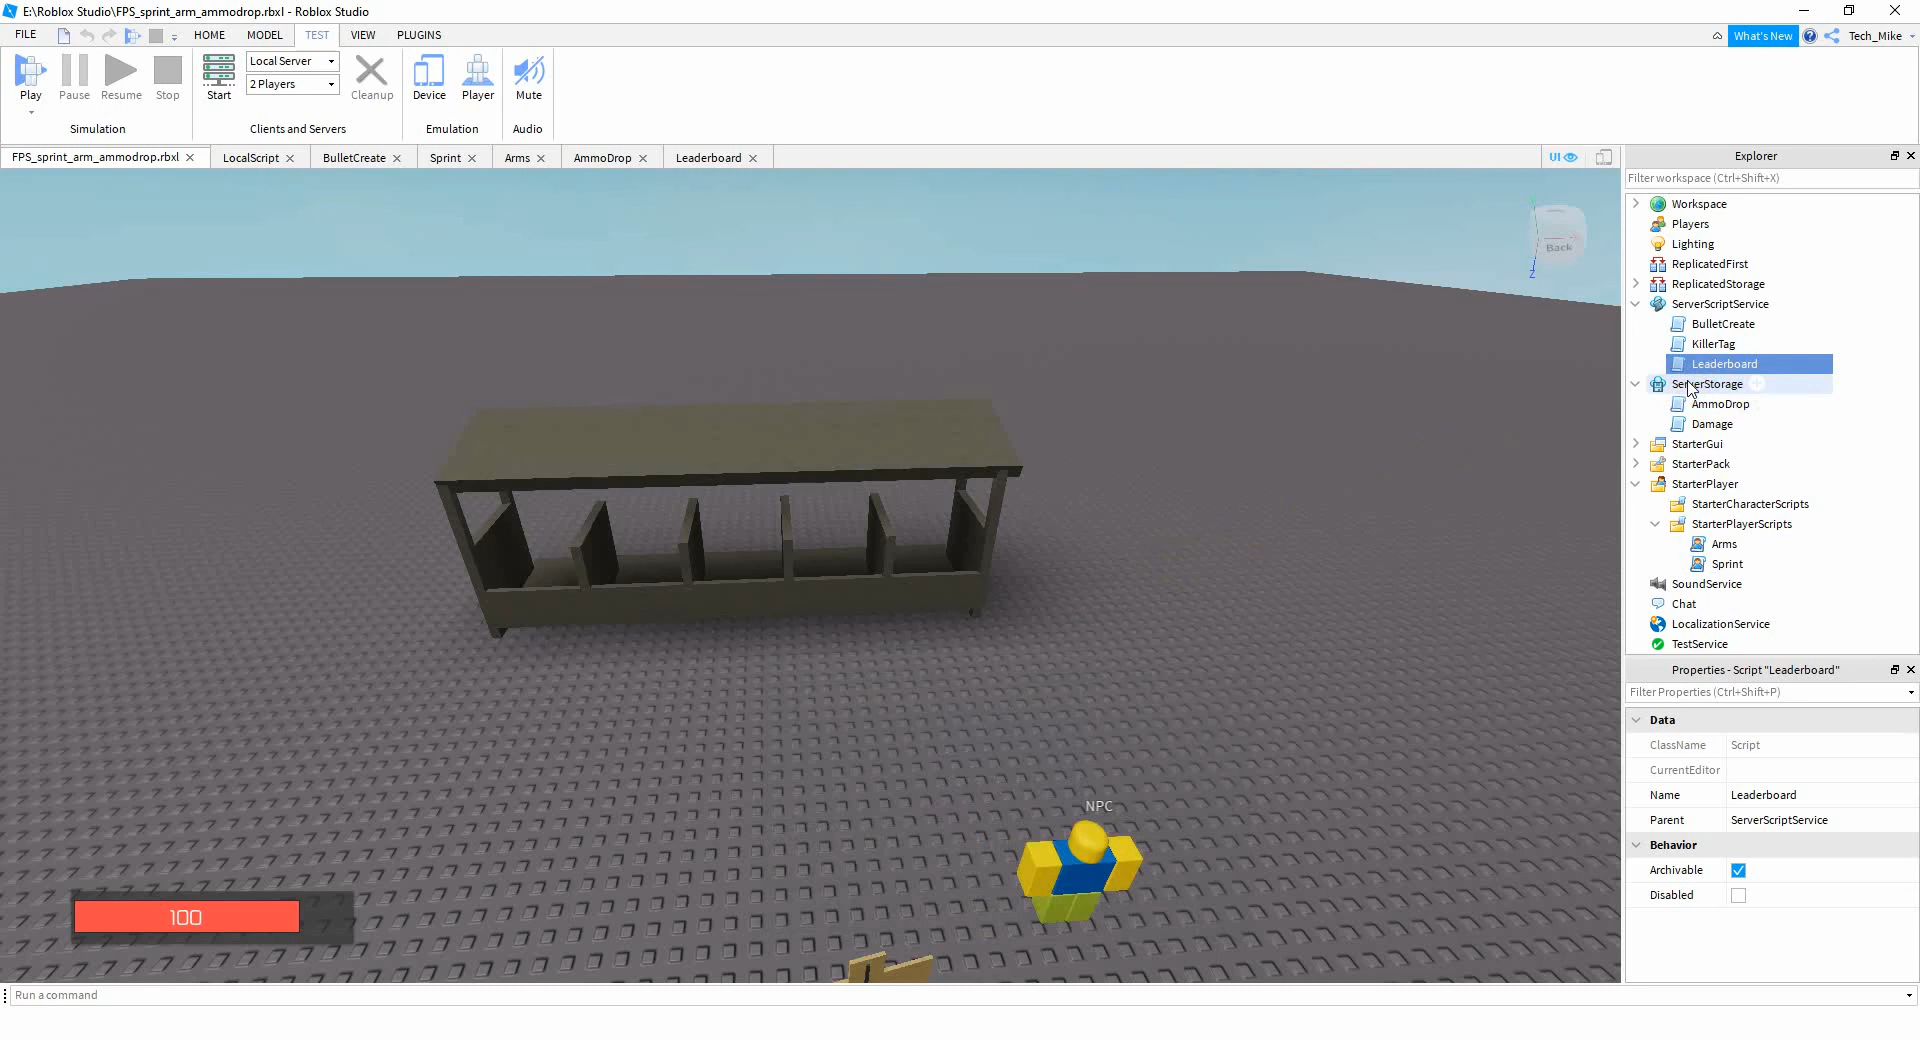 E:\Roblox Studio\FPS_sprint_arm_ammodrop.rbxl - Roblox Studio
FILE HOME MODEL TEST VIEW PLUGINS What's New Tech_Mike
Play Pause Resume Stop
Simulation
Start Local Server
2 Players
Cleanup
Clients and Servers
Device Player
Emulation
Mute
Audio
FPS_sprint_arm_ammodrop.rbxl LocalScript BulletCreate Sprint Arms AmmoDrop Leaderboard UI
Back
Z
NPC
100
Explorer
Filter workspace (Ctrl+Shift+X)
Workspace
Players
Lighting
ReplicatedFirst
ReplicatedStorage
ServerScriptService
BulletCreate
KillerTag
Leaderboard
ServerStorage
AmmoDrop
Damage
StarterGui
StarterPack
StarterPlayer
StarterCharacterScripts
StarterPlayerScripts
Arms
Sprint
SoundService
Chat
LocalizationService
TestService
Properties - Script "Leaderboard"
Filter Properties (Ctrl+Shift+P)
Data
ClassName Script
CurrentEditor
Name Leaderboard
Parent ServerScriptService
Behavior
Archivable
Disabled
Run a command